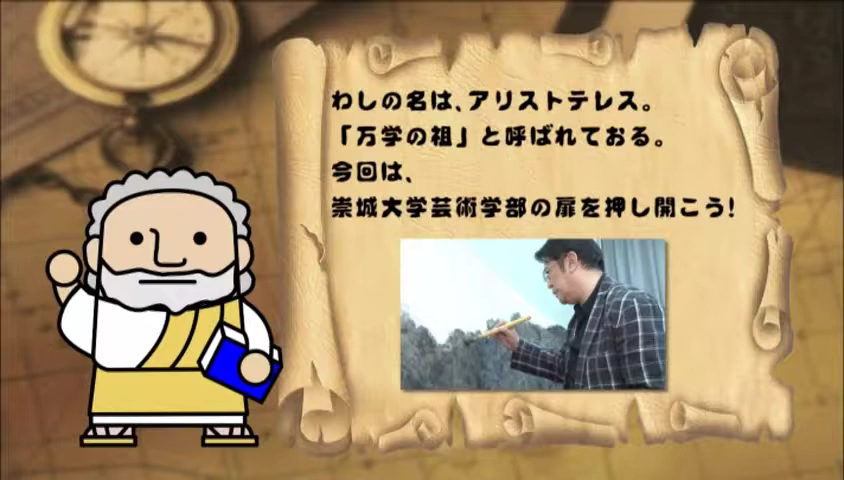 わしの名は、アリストテレス。
「万学の祖」と呼ばれておる。
今回は、
崇城大学芸術学部の扉を押し開こう!